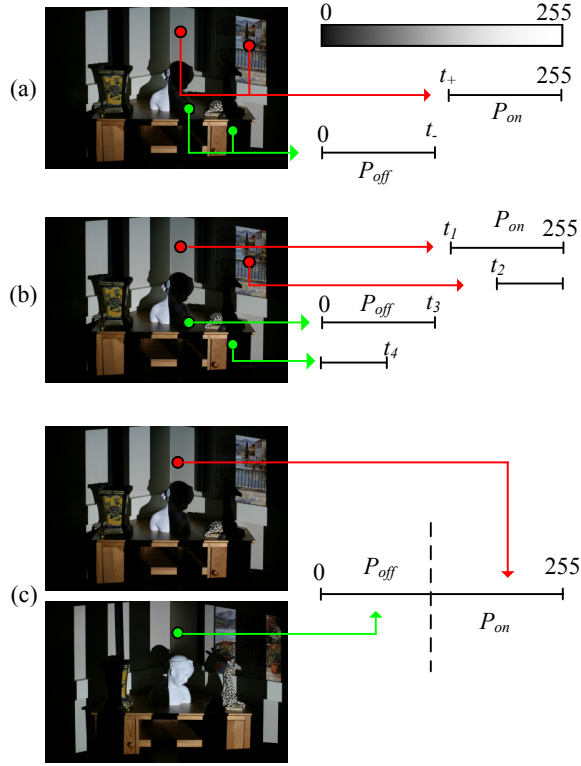 0 255
(a)
t+ 255
Pon
0 t-
Poff
(b)
t1 Pon 255
t2
0 Poff t3
t4
(c)
0 Poff 255
Pon